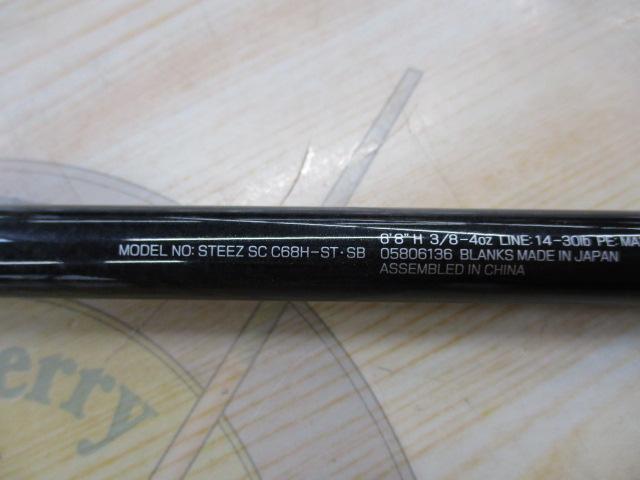 MODEL NO: STEEZ SC C68H-ST・SB
6'8" H 3/8-4oz LINE: 14-30lb PE: MA
05806136 BLANKS MADE IN JAPAN
ASSEMBLED IN CHINA
erry